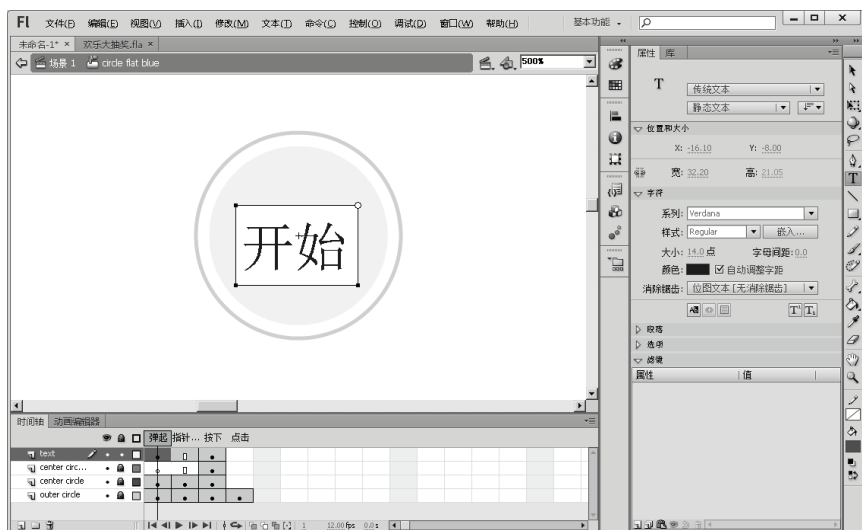 Fl 文件(F) 编辑(E) 视图(V) 插入(I) 修改(M) 文本(T) 命令(C) 控制(O) 调试(D) 窗口(W) 帮助(H) 基本功能
未命名-1* × 欢乐大抽奖.fla ×
场景 1 circle flat blue 500%
开始
属性 库
T 传统文本
静态文本
位置和大小
X: -16.10 Y: -8.00
宽: 32.20 高: 21.05
字符
系列: Verdana
样式: Regular 嵌入...
大小: 14.0 点 字母间距: 0.0
颜色: 自动调整字距
消除锯齿: 位图文本 [无消除锯齿]
段落
选项
滤镜
属性 值
时间轴 动画编辑器
弹起 指针... 按下 点击
text
center circ...
center circle
outer circle
1 12.00 fps 0.0 s